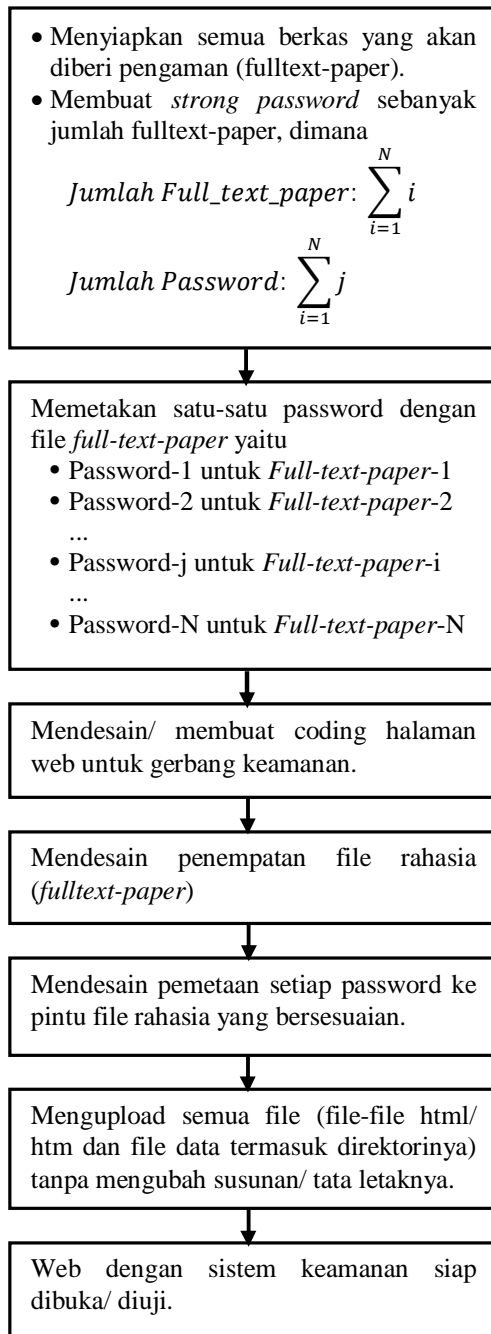 • Menyiapkan semua berkas yang akan
diberi pengaman (fulltext-paper).
• Membuat strong password sebanyak
jumlah fulltext-paper, dimana
Jumlah Full_text_paper: ∑_{i=1}^{N} i
Jumlah Password: ∑_{i=1}^{N} j
Memetakan satu-satu password dengan
file full-text-paper yaitu
• Password-1 untuk Full-text-paper-1
• Password-2 untuk Full-text-paper-2
...
• Password-j untuk Full-text-paper-i
...
• Password-N untuk Full-text-paper-N
Mendesain/ membuat coding halaman
web untuk gerbang keamanan.
Mendesain penempatan file rahasia
(fulltext-paper)
Mendesain pemetaan setiap password ke
pintu file rahasia yang bersesuaian.
Mengupload semua file (file-file html/
htm dan file data termasuk direktorinya)
tanpa mengubah susunan/ tata letaknya.
Web dengan sistem keamanan siap
dibuka/ diuji.